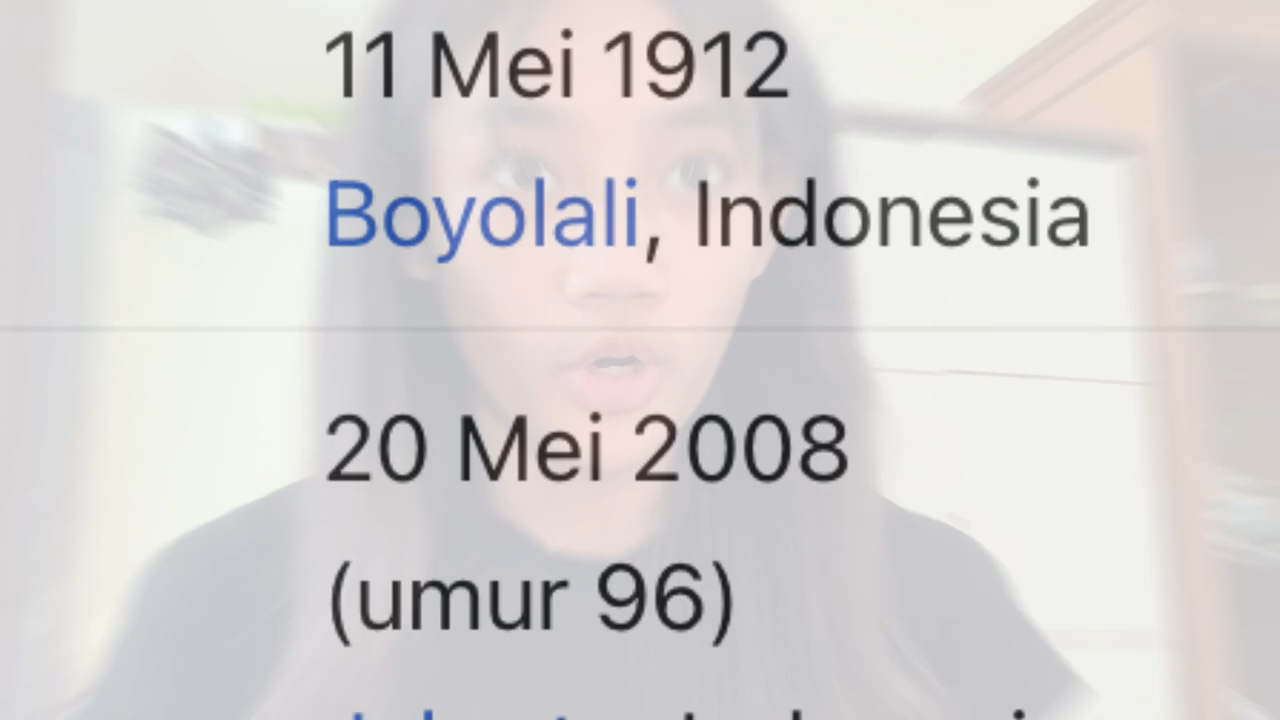 11 Mei 1912
Boyolali, Indonesia
20 Mei 2008
(umur 96)